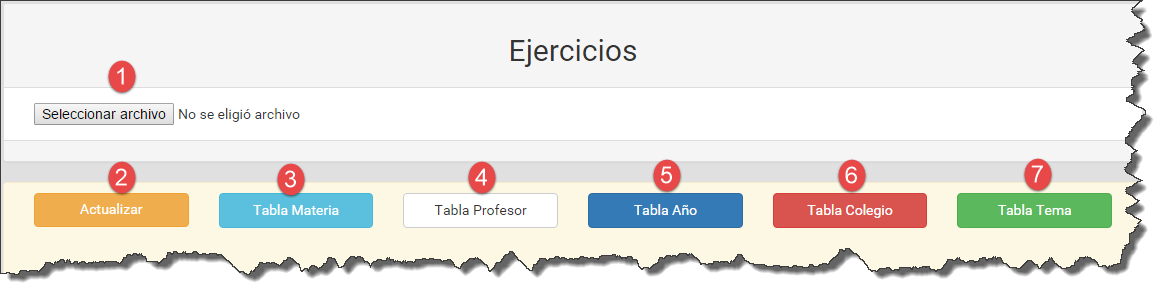 Ejercicios
1
Seleccionar archivo No se eligió archivo
2 3 4 5 6 7
Actualizar Tabla Materia Tabla Profesor Tabla Año Tabla Colegio Tabla Tema